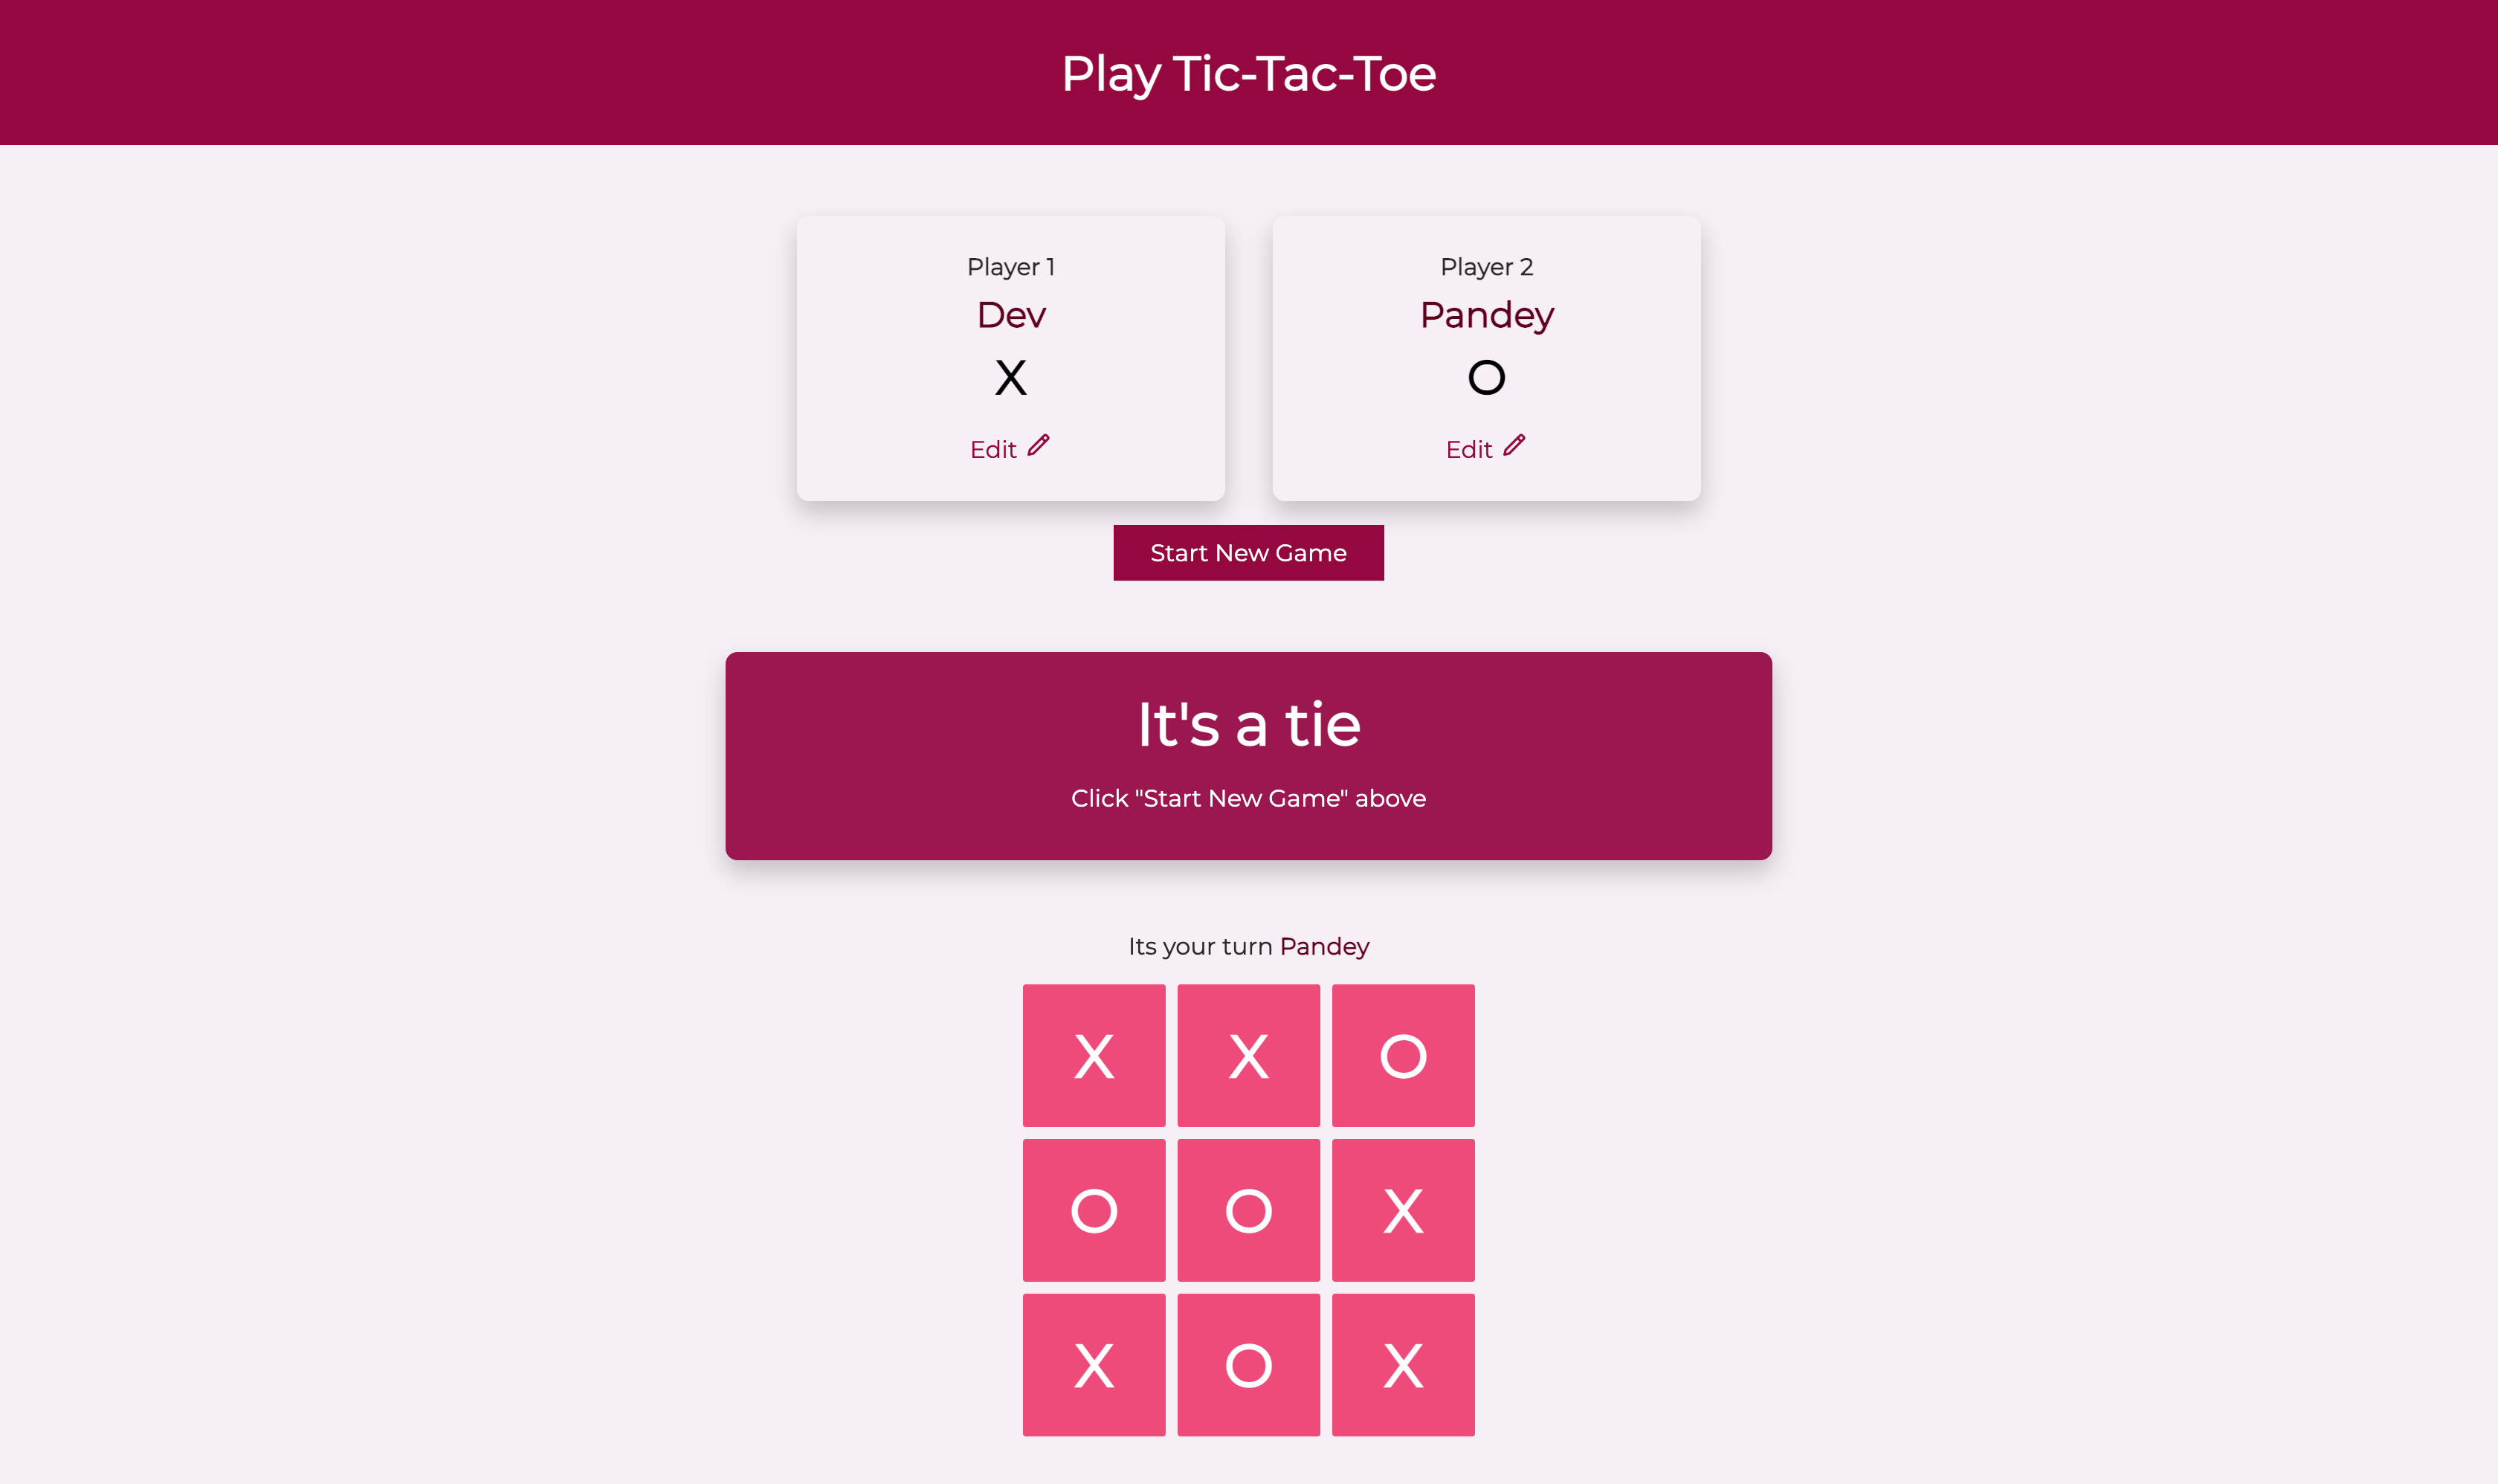 Play Tic-Tac-Toe
Player 1
Dev
X
Edit
Player 2
Pandey
O
Edit
Start New Game
It's a tie
Click "Start New Game" above
Its your turn Pandey
X X O
O O X
X O X